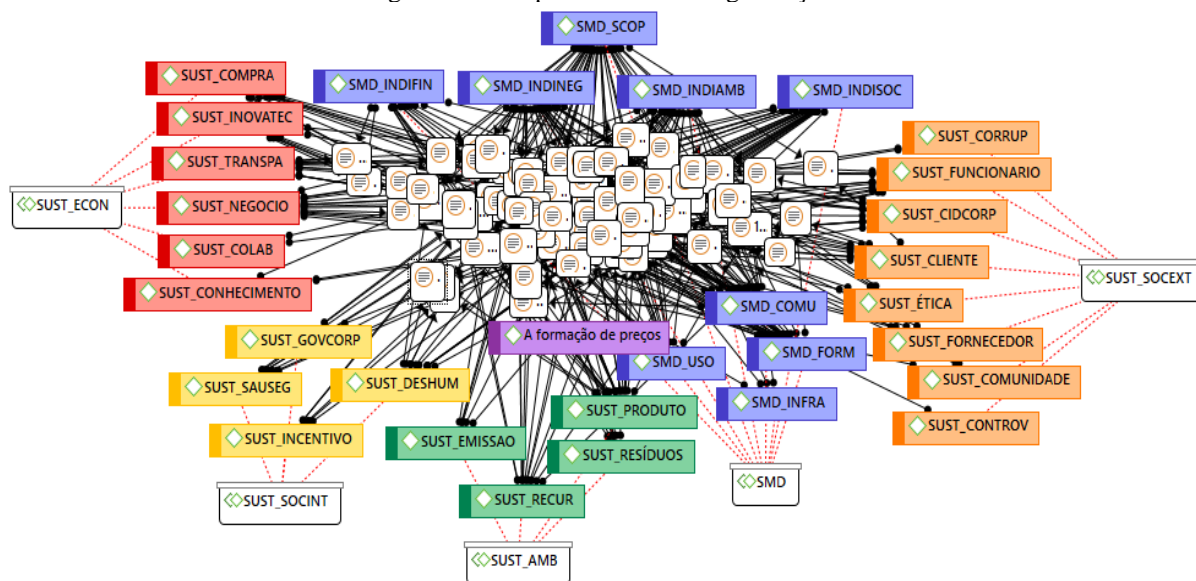 SMD_SCOP
SUST_COMPRA
SMD_INDIFIN
SMD_INDINEG
SMD_INDIAMB
SMD_INDISOC
SUST_INOVATEC
SUST_CORRUP
SUST_TRANSPA
SUST_FUNCIONARIO
SUST_ECON
SUST_NEGOCIO
SUST_CIDCORP
SUST_COLAB
SUST_CLIENTE
SUST_SOCEXT
SUST_CONHECIMENTO
SMD_COMU
SUST_ÉTICA
SUST_GOVCORP
A formação de preços
SUST_FORNECEDOR
SMD_FORM
SMD_USO
SUST_SAUSEG
SUST_DESHUM
SUST_COMUNIDADE
SMD_INFRA
SUST_PRODUTO
SUST_CONTROV
SUST_INCENTIVO
SUST_EMISSAO
SUST_RESÍDUOS
SMD
SUST_SOCINT
SUST_RECUR
SUST_AMB